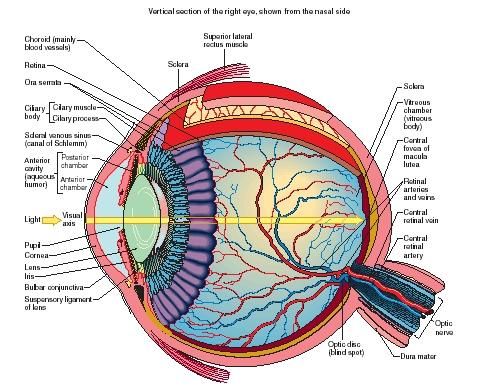 Vertical section of the right eye, shown from the nasal side
Choroid (mainly
blood vessels)
Retina
Ora serrata
Ciliary
body
Ciliary muscle
Ciliary process
Scleral venous sinus
(canal of Schlemm)
Anterior
cavity
(aqueous
humor)
Posterior
chamber
Anterior
chamber
Light
Visual
axis
Pupil
Cornea
Lens
Iris
Bulbar conjunctiva
Suspensory ligament
of lens
Superior lateral
rectus muscle
Sclera
Sclera
Vitreous
chamber
(vitreous
body)
Central
fovea of
macula
lutea
Retinal
arteries
and veins
Central
retinal vein
Central
retinal
artery
Optic
nerve
Optic disc
(blind spot)
Dura mater
Inferior rectus muscle